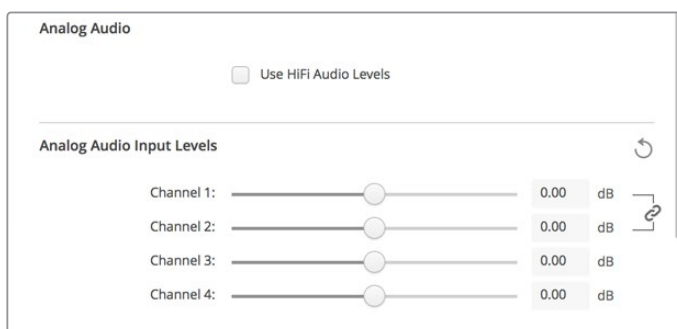 Analog Audio
Use HiFi Audio Levels
Analog Audio Input Levels
Channel 1: 0.00 dB
Channel 2: 0.00 dB
Channel 3: 0.00 dB
Channel 4: 0.00 dB